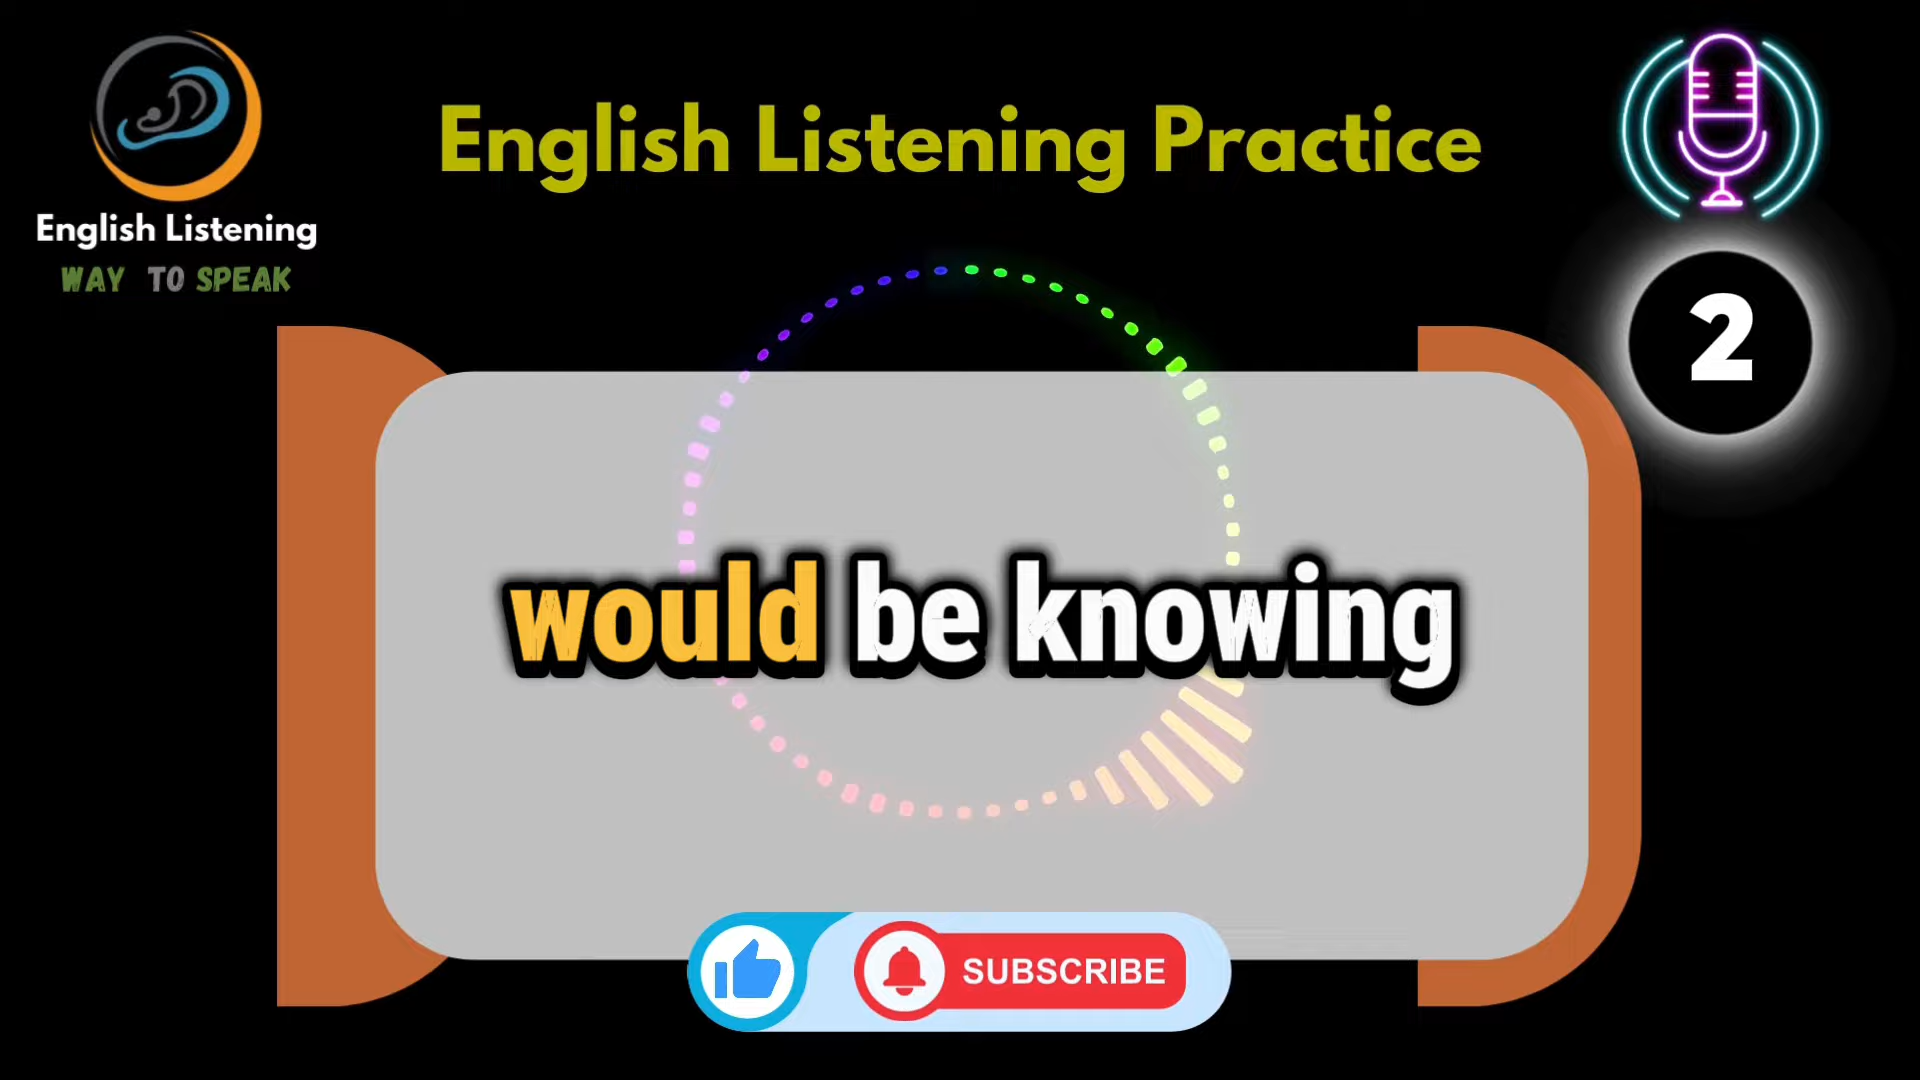 English Listening Practice
English Listening
WAY TO SPEAK
2
would be knowing
SUBSCRIBE